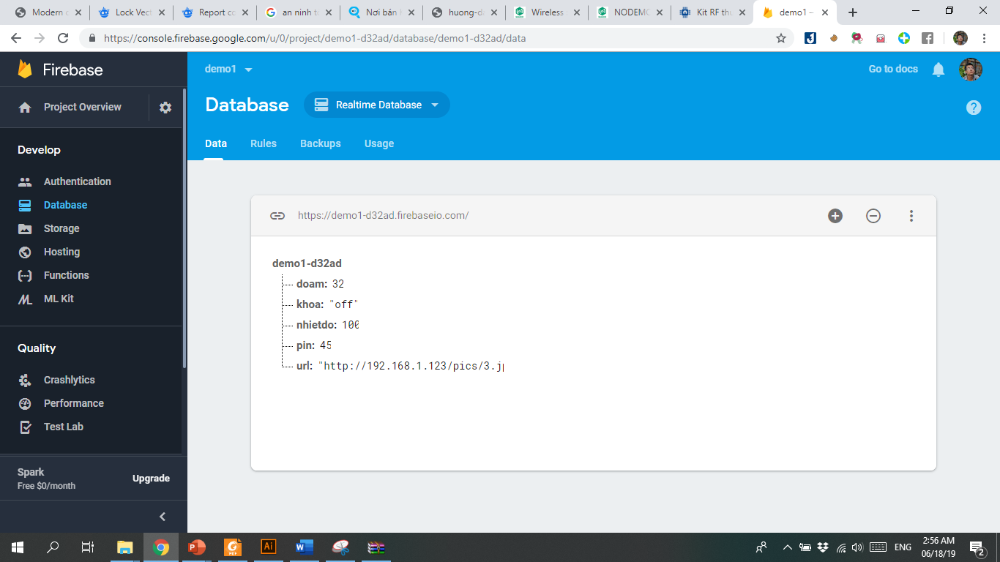 Modern
Lock Vect
Report co
an ninh t
Nơi bán
huong-d
Wireless
NODEMC
Kit RF th
demo1 –
https://console.firebase.google.com/u/0/project/demo1-d32ad/database/demo1-d32ad/data
Firebase
demo1
Go to docs
Project Overview
Database
Realtime Database
Data
Rules
Backups
Usage
Develop
Authentication
Database
Storage
Hosting
Functions
ML Kit
https://demo1-d32ad.firebaseio.com/
demo1-d32ad
doam: 32
khoa: "off"
nhietdo: 100
pin: 45
url: "http://192.168.1.123/pics/3.jp
Quality
Crashlytics
Performance
Test Lab
Spark
Free $0/month
Upgrade
ENG
2:56 AM
06/18/19
2